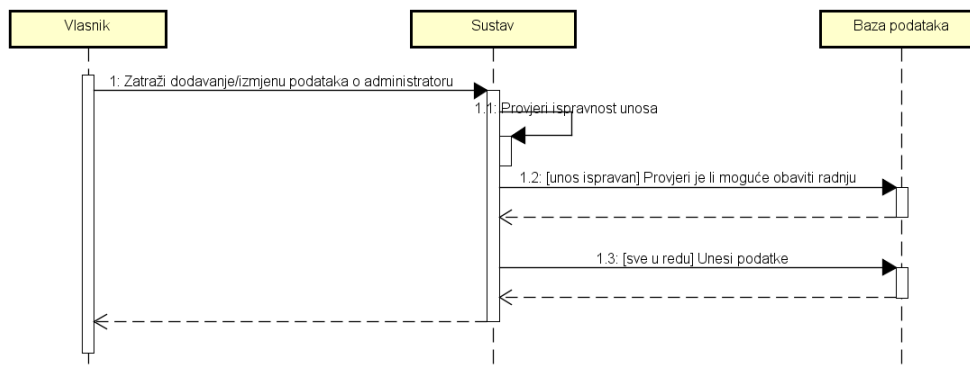 Vlasnik
Sustav
Baza podataka
1: Zatraži dodavanje/izmjenu podataka o administratoru
1.1: Provjeri ispravnost unosa
1.2: [unos ispravan] Provjeri je li moguće obaviti radnju
1.3: [sve u redu] Unesi podatke